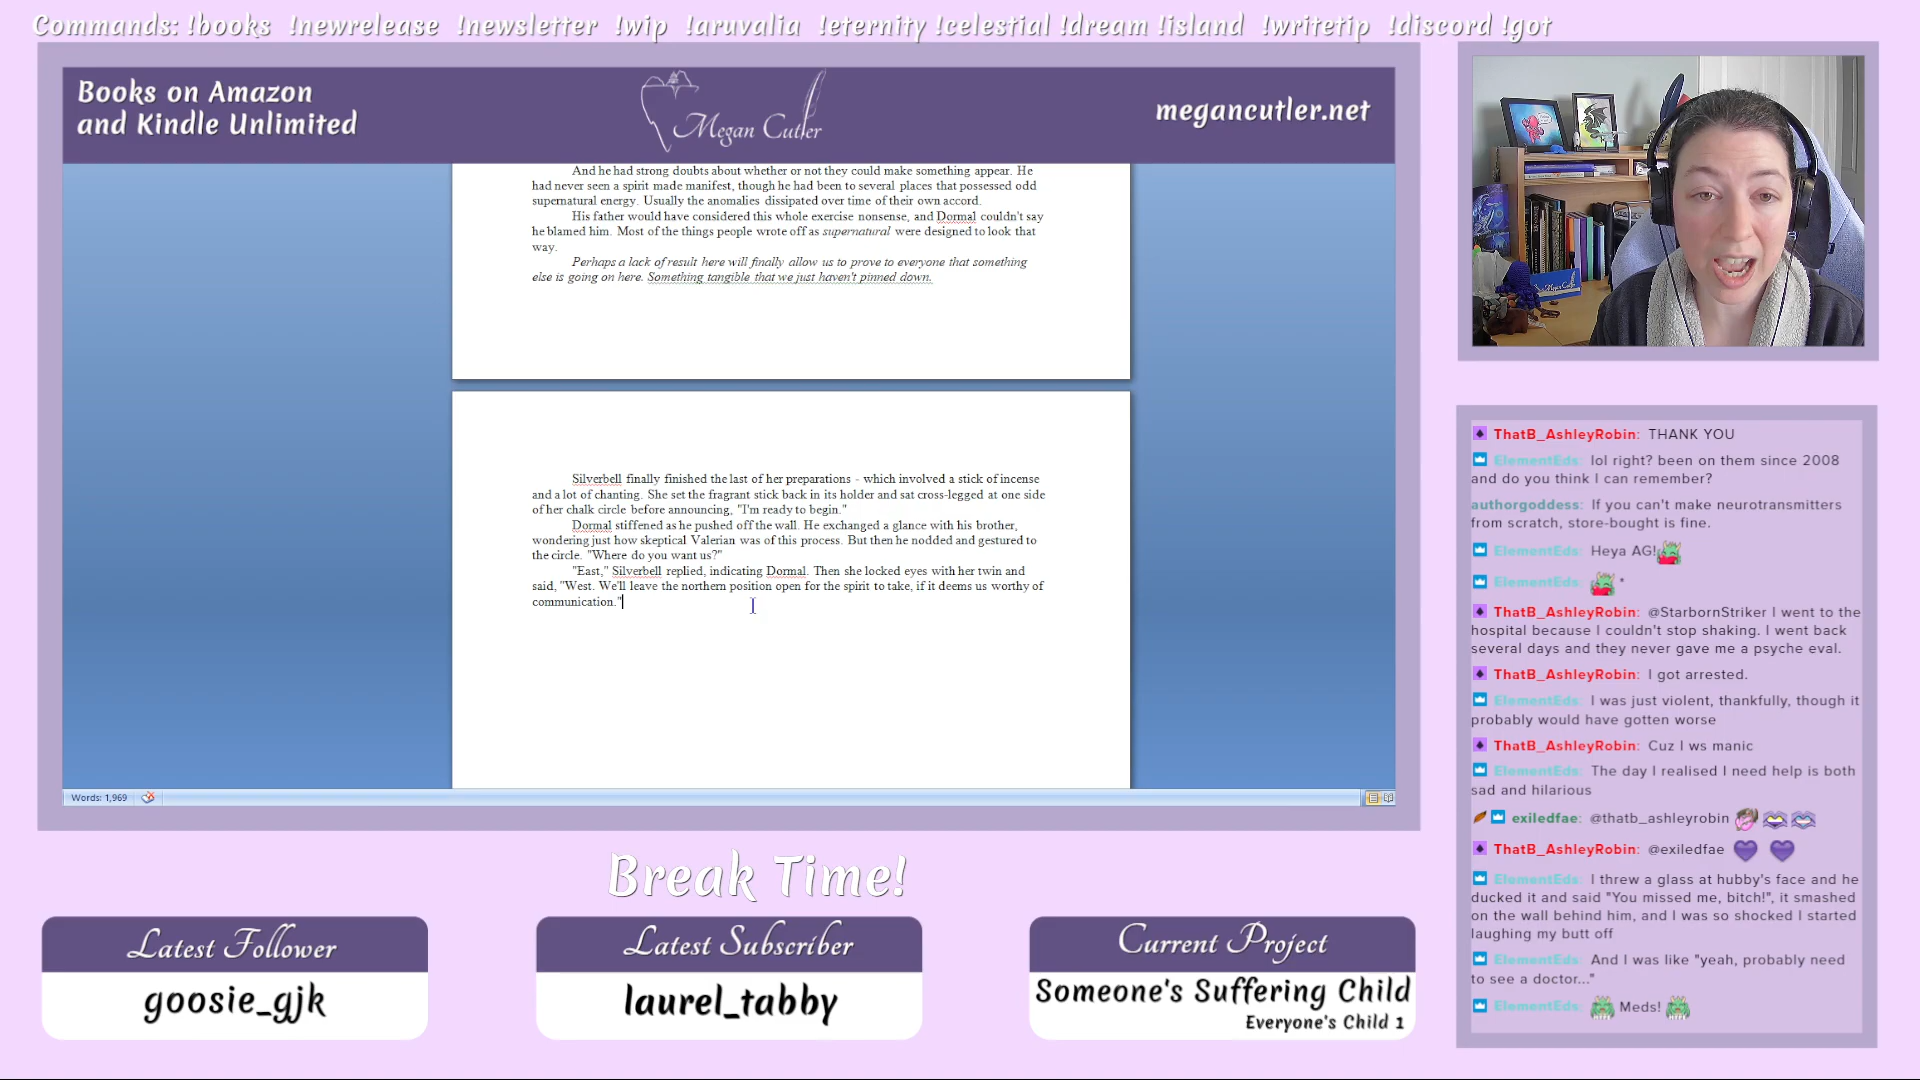 Commands: !books !newrelease !newsletter !wip !aruvalia !eternity !celestial !dream !island !writetip !discord !got
Books on Amazon
and Kindle Unlimited
Megan Cutler
megancutler.net
And he had strong doubts about whether or not they could make something appear. He
had never seen a spirit made manifest, though he had been to several places that possessed odd
supernatural energy. Usually the anomalies dissipated over time of their own accord.
His father would have considered this whole exercise nonsense, and Dormal couldn't say
he blamed him. Most of the things people wrote off as supernatural were designed to look that
way.
Perhaps a lack of result here will finally allow us to prove to everyone that something
else is going on here. Something tangible that we just haven't pinned down.
Silverbell finally finished the last of her preparations - which involved a stick of incense
and a lot of chanting. She set the fragrant stick back in its holder and sat cross-legged at one side
of her chalk circle before announcing, "I'm ready to begin."
Dormal stiffened as he pushed off the wall. He exchanged a glance with his brother,
wondering just how skeptical Valerian was of this process. But then he nodded and gestured to
the circle. "Where do you want us?"
"East," Silverbell replied, indicating Dormal. Then she locked eyes with her twin and
said, "West. We'll leave the northern position open for the spirit to take, if it deems us worthy of
communication."
Words: 1,969
Break Time!
Latest Follower
goosie_gjk
Latest Subscriber
laurel_tabby
Current Project
Someone's Suffering Child
Everyone's Child 1
ThatB_AshleyRobin: THANK YOU
ElementEds: lol right? been on them since 2008
and do you think I can remember?
authorgoddess: If you can't make neurotransmitters
from scratch, store-bought is fine.
ElementEds: Heya AG!
ElementEds: *
ThatB_AshleyRobin: @StarbornStriker I went to the
hospital because I couldn't stop shaking. I went back
several days and they never gave me a psyche eval.
ThatB_AshleyRobin: I got arrested.
ElementEds: I was just violent, thankfully, though it
probably would have gotten worse
ThatB_AshleyRobin: Cuz I ws manic
ElementEds: The day I realised I need help is both
sad and hilarious
exiledfae: @thatb_ashleyrobin
ThatB_AshleyRobin: @exiledfae
ElementEds: I threw a glass at hubby's face and he
ducked it and said "You missed me, bitch!", it smashed
on the wall behind him, and I was so shocked I started
laughing my butt off
ElementEds: And I was like "yeah, probably need
to see a doctor..."
ElementEds: Meds!